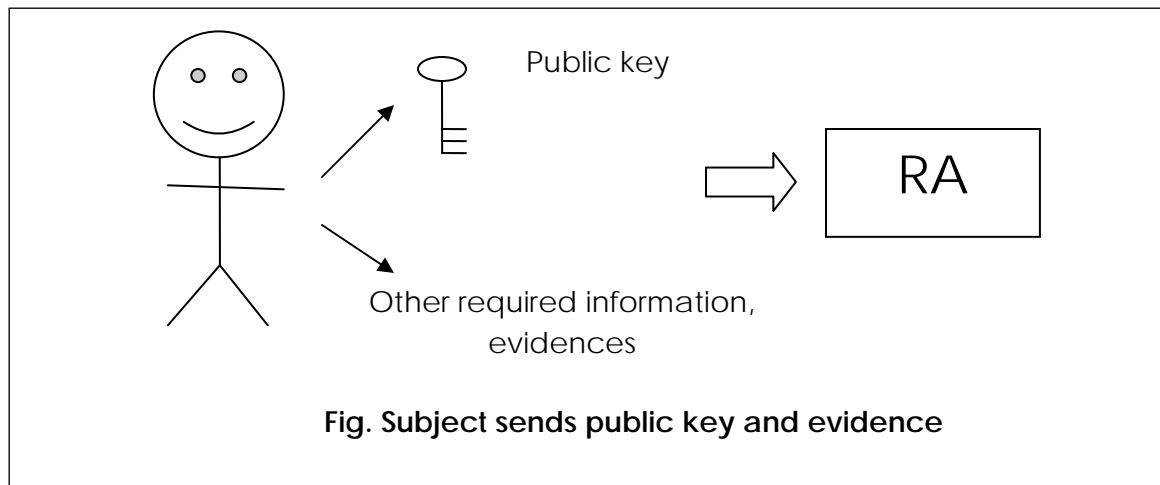 Public key
RA
Other required information,
evidences
Fig. Subject sends public key and evidence